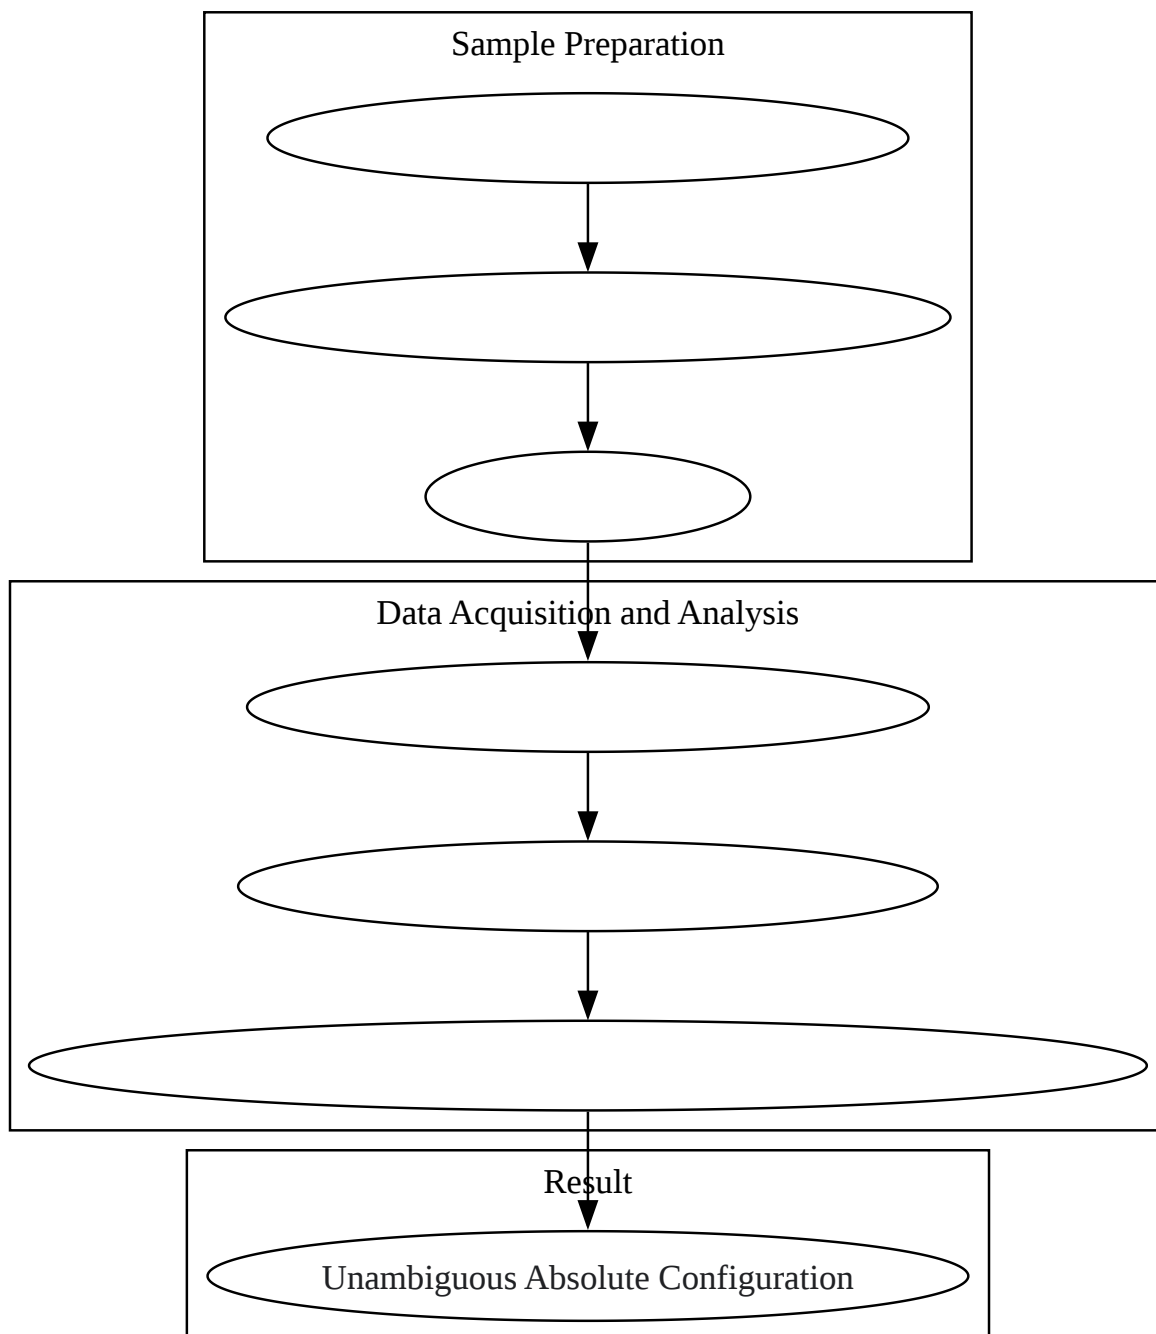 Sample Preparation
Data Acquisition and Analysis
Result
Unambiguous Absolute Configuration